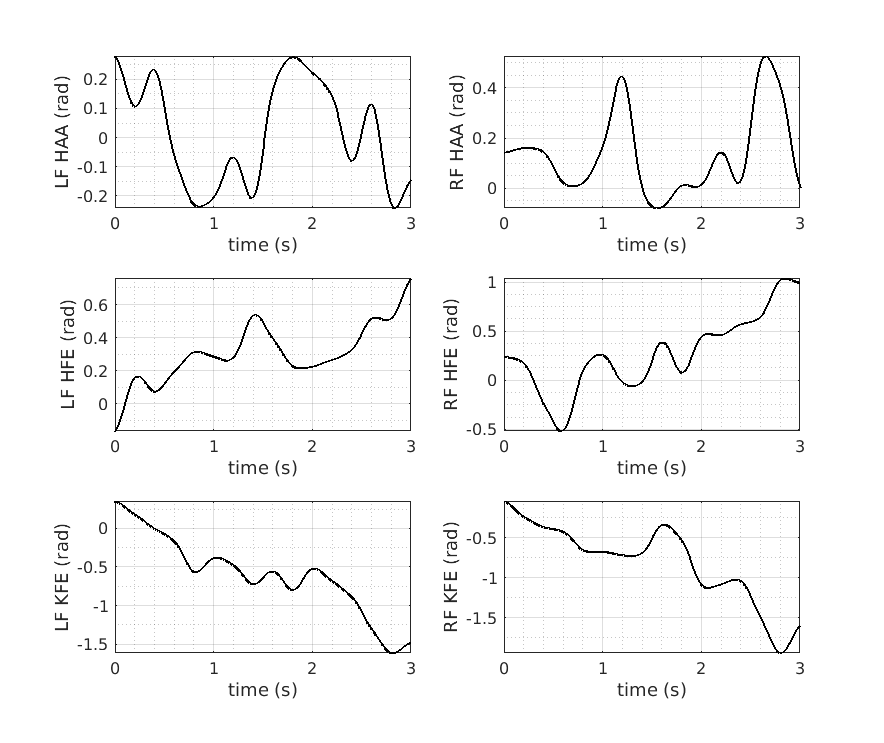 LF HAA (rad)
0.2
0.1
0
-0.1
-0.2
0 1 2 3
time (s)
RF HAA (rad)
0.4
0.2
0
0 1 2 3
time (s)
LF HFE (rad)
0.6
0.4
0.2
0
0 1 2 3
time (s)
RF HFE (rad)
1
0.5
0
-0.5
0 1 2 3
time (s)
LF KFE (rad)
0
-0.5
-1
-1.5
0 1 2 3
time (s)
RF KFE (rad)
-0.5
-1
-1.5
0 1 2 3
time (s)